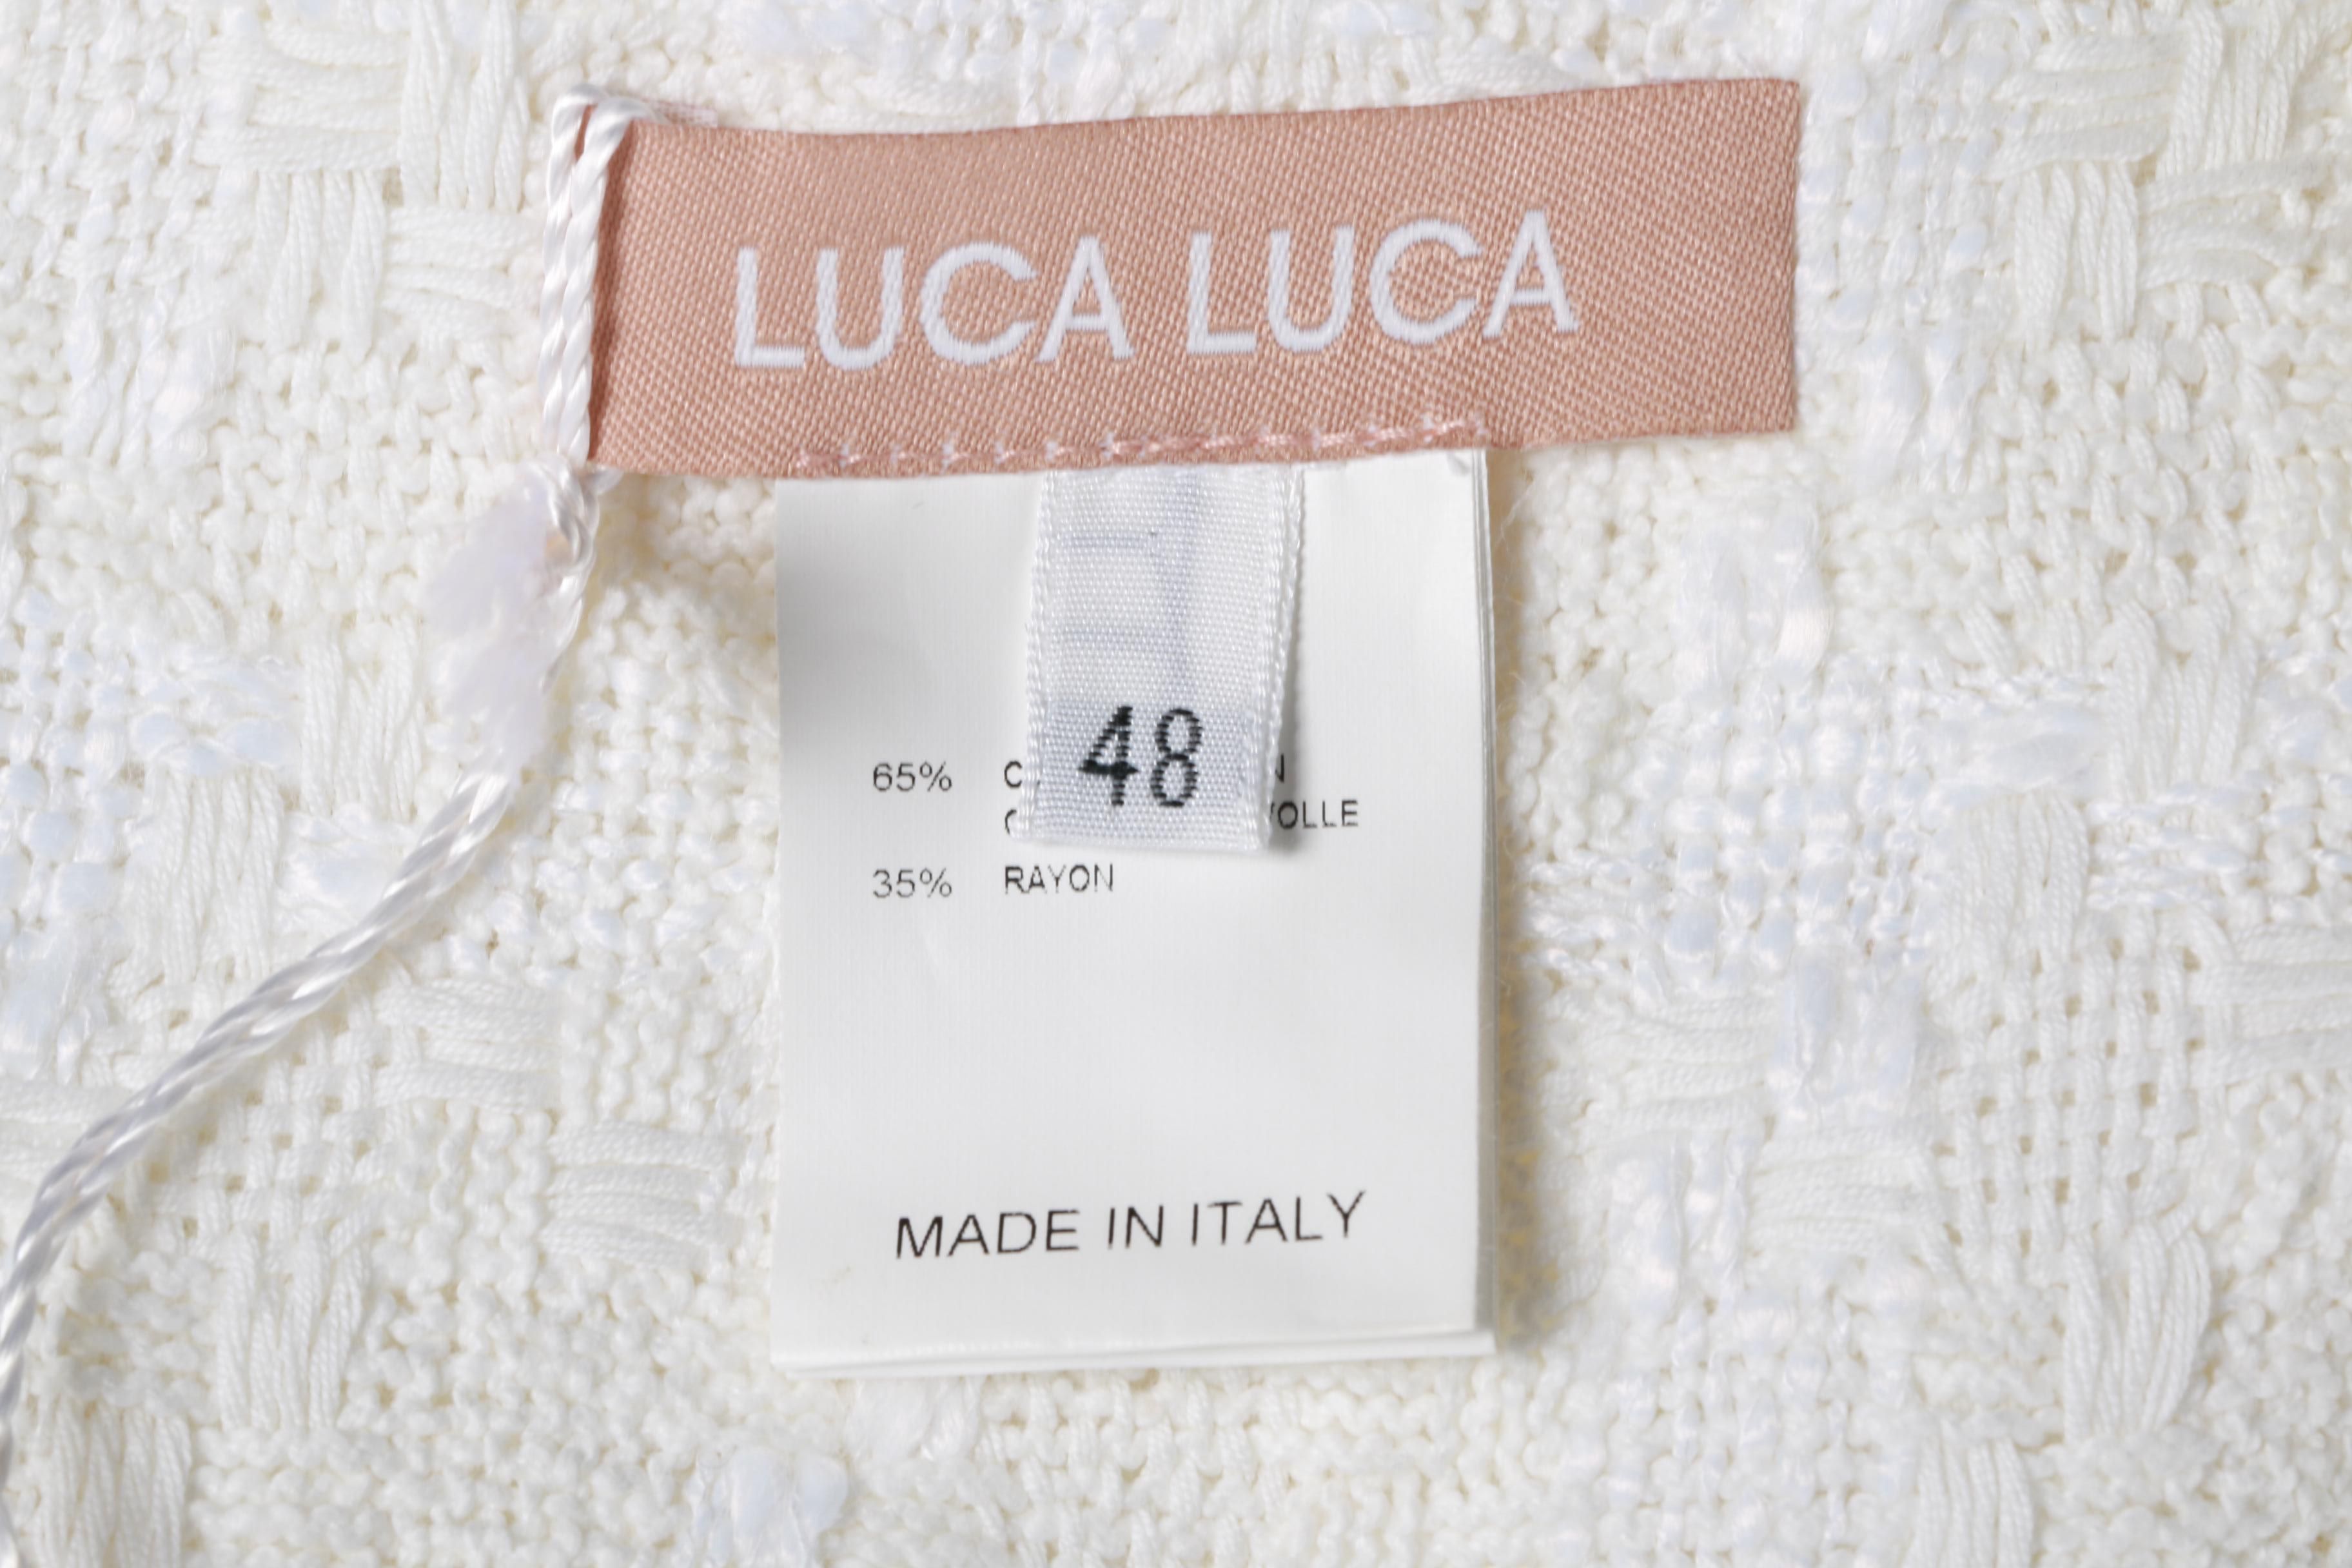 LUCA LUCA
48
65%
35% RAYON
MADE IN ITALY